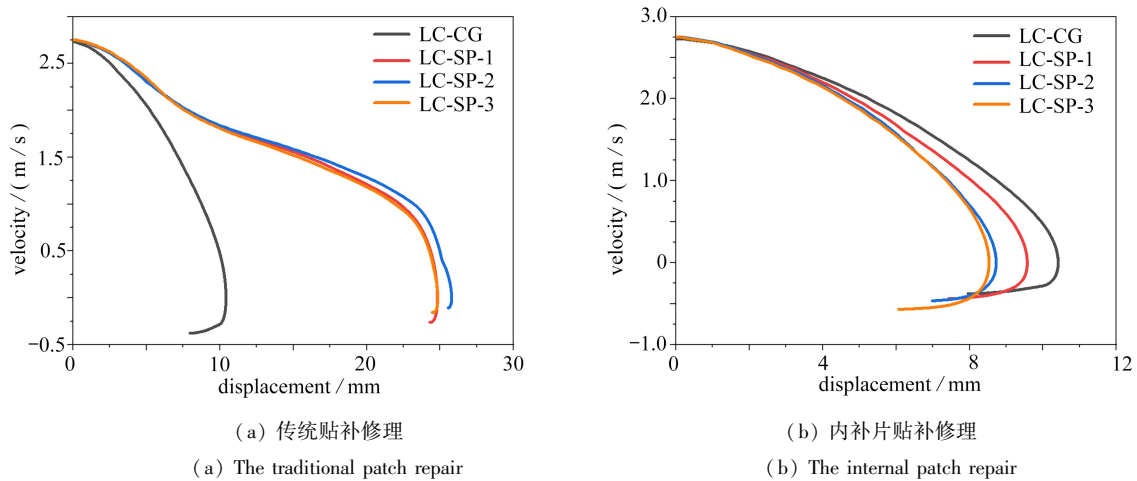 LC-CG
LC-SP-1
LC-SP-2
LC-SP-3
2.5
1.5
0.5
−0.5
velocity / ( m / s )
0
10
20
30
displacement / mm
(a) 传统贴补修理
(a) The traditional patch repair
3.0
2.0
1.0
0
−1.0
velocity / ( m / s )
LC-CG
LC-SP-1
LC-SP-2
LC-SP-3
0
4
8
12
displacement / mm
(b) 内补片贴补修理
(b) The internal patch repair